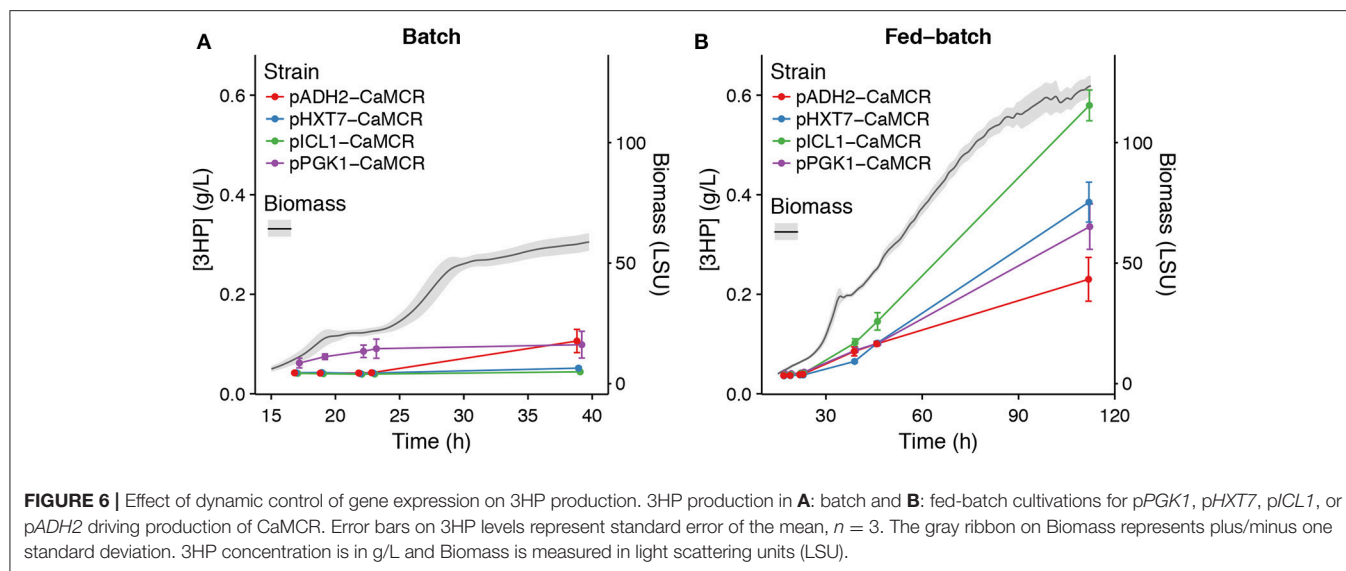 A
Batch
Strain
pADH2–CaMCR
pHXT7–CaMCR
pICL1–CaMCR
pPGK1–CaMCR
Biomass
[3HP] (g/L)
0.6
0.4
0.2
0.0
100
50
0
Biomass (LSU)
15
20
25
30
35
40
Time (h)
B
Fed–batch
Strain
pADH2–CaMCR
pHXT7–CaMCR
pICL1–CaMCR
pPGK1–CaMCR
Biomass
[3HP] (g/L)
0.6
0.4
0.2
0.0
100
50
0
Biomass (LSU)
30
60
90
120
Time (h)
FIGURE 6 | Effect of dynamic control of gene expression on 3HP production. 3HP production in A: batch and B: fed-batch cultivations for pPGK1, pHXT7, pICL1, or
pADH2 driving production of CaMCR. Error bars on 3HP levels represent standard error of the mean, n = 3. The gray ribbon on Biomass represents plus/minus one
standard deviation. 3HP concentration is in g/L and Biomass is measured in light scattering units (LSU).